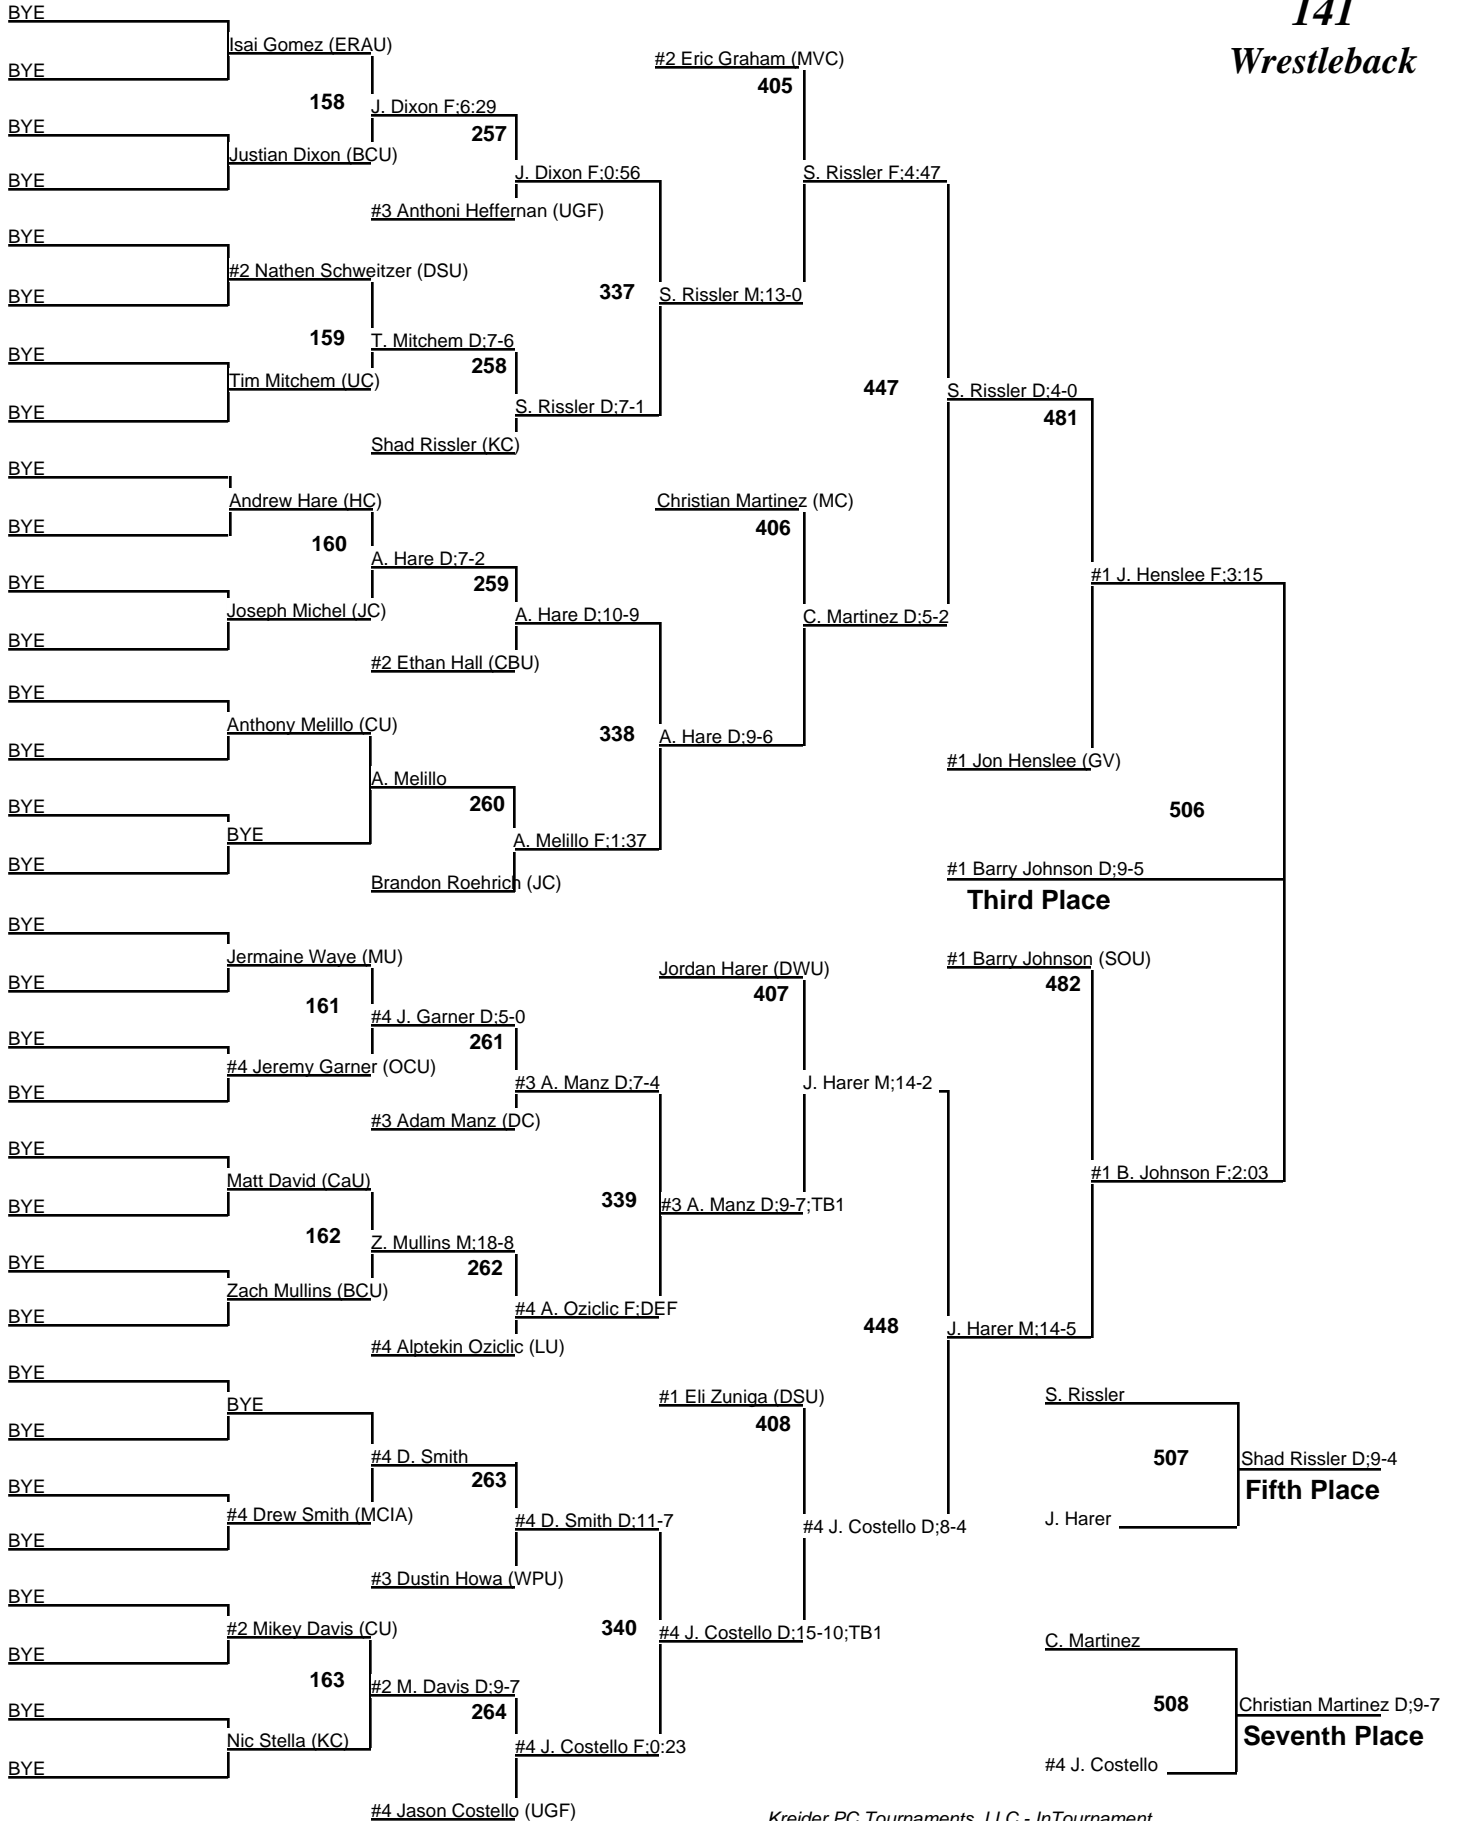 141
Wrestleback
BYE
Isai Gomez (ERAU)
#2 Eric Graham (MVC)
BYE
405
158
J. Dixon F;6:29
BYE
257
Justian Dixon (BCU)
J. Dixon F;0:56
S. Rissler F;4:47
BYE
#3 Anthoni Heffernan (UGF)
BYE
#2 Nathen Schweitzer (DSU)
337
S. Rissler M;13-0
BYE
159
T. Mitchem D;7-6
BYE
258
Tim Mitchem (UC)
447
S. Rissler D;4-0
BYE
S. Rissler D;7-1
481
Shad Rissler (KC)
BYE
Andrew Hare (HC)
Christian Martinez (MC)
BYE
406
160
A. Hare D;7-2
#1 J. Henslee F;3:15
BYE
259
Joseph Michel (JC)
A. Hare D;10-9
C. Martinez D;5-2
BYE
#2 Ethan Hall (CBU)
BYE
Anthony Melillo (CU)
338
A. Hare D;9-6
BYE
#1 Jon Henslee (GV)
A. Melillo
BYE
260
506
BYE
A. Melillo F;1:37
BYE
#1 Barry Johnson D;9-5
Brandon Roehrich (JC)
Third Place
BYE
Jermaine Waye (MU)
Jordan Harer (DWU)
#1 Barry Johnson (SOU)
BYE
407
482
161
#4 J. Garner D;5-0
BYE
261
#4 Jeremy Garner (OCU)
#3 A. Manz D;7-4
J. Harer M;14-2
BYE
#3 Adam Manz (DC)
BYE
Matt David (CaU)
#1 B. Johnson F;2:03
BYE
339
#3 A. Manz D;9-7;TB1
162
Z. Mullins M;18-8
BYE
262
Zach Mullins (BCU)
BYE
#4 A. Oziclic F;DEF
448
J. Harer M;14-5
#4 Alptekin Oziclic (LU)
BYE
BYE
#1 Eli Zuniga (DSU)
S. Rissler
BYE
408
#4 D. Smith
507
Shad Rissler D;9-4
BYE
263
Fifth Place
#4 Drew Smith (MCIA)
#4 D. Smith D;11-7
#4 J. Costello D;8-4
J. Harer
BYE
#3 Dustin Howa (WPU)
BYE
#2 Mikey Davis (CU)
340
#4 J. Costello D;15-10;TB1
C. Martinez
BYE
163
#2 M. Davis D;9-7
BYE
264
508
Christian Martinez D;9-7
Nic Stella (KC)
#4 J. Costello F;0:23
Seventh Place
BYE
#4 J. Costello
#4 Jason Costello (UGF)
Kreider PC Tournaments, LLC - InTournament